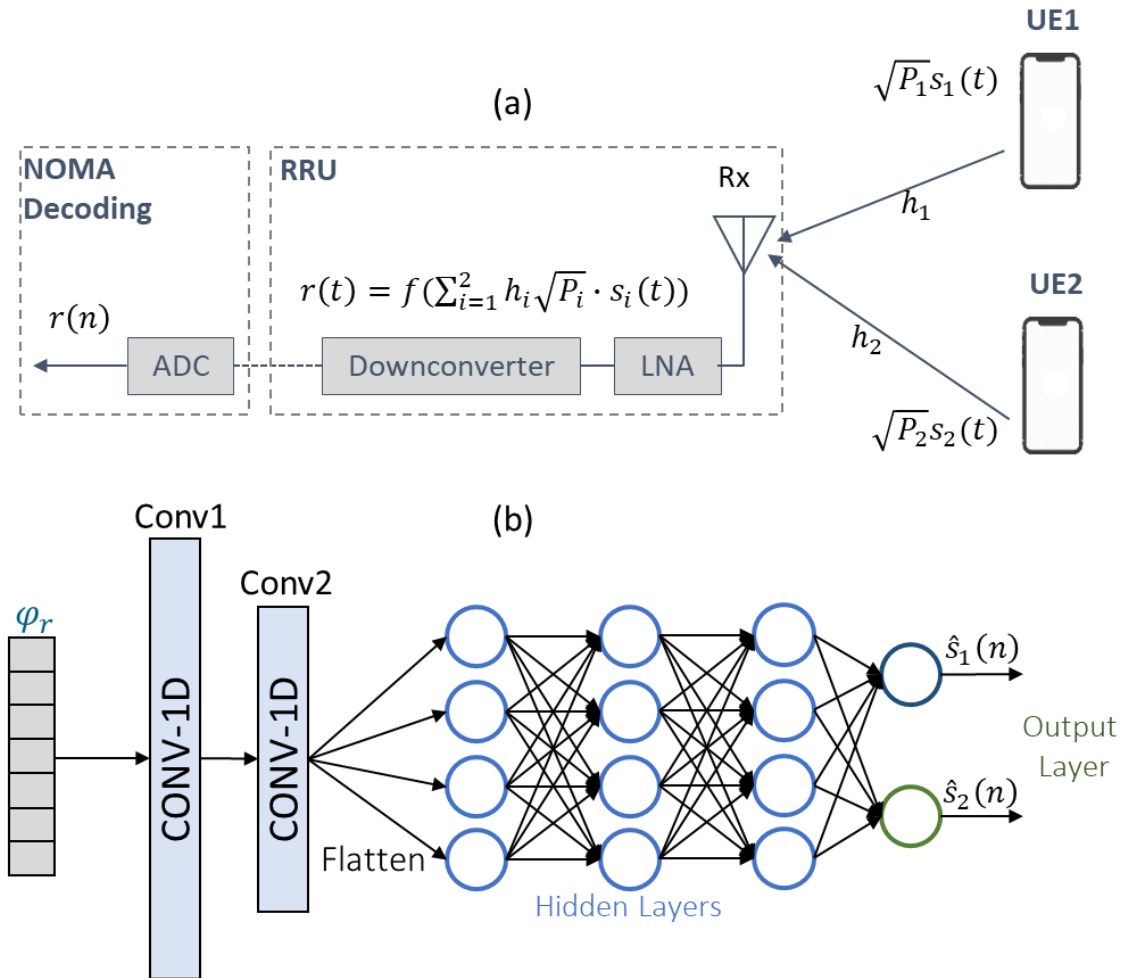 UE1
√P₁s₁(t)
(a)
NOMA
Decoding
RRU
Rx
h₁
r(t) = f(∑²ᵢ₌₁ hᵢ√Pᵢ · sᵢ(t))
UE2
r(n)
ADC
Downconverter
LNA
h₂
√P₂s₂(t)
(b)
Conv1
Conv2
φᵣ
CONV-1D
CONV-1D
Flatten
Hidden Layers
ŝ₁(n)
Output
Layer
ŝ₂(n)